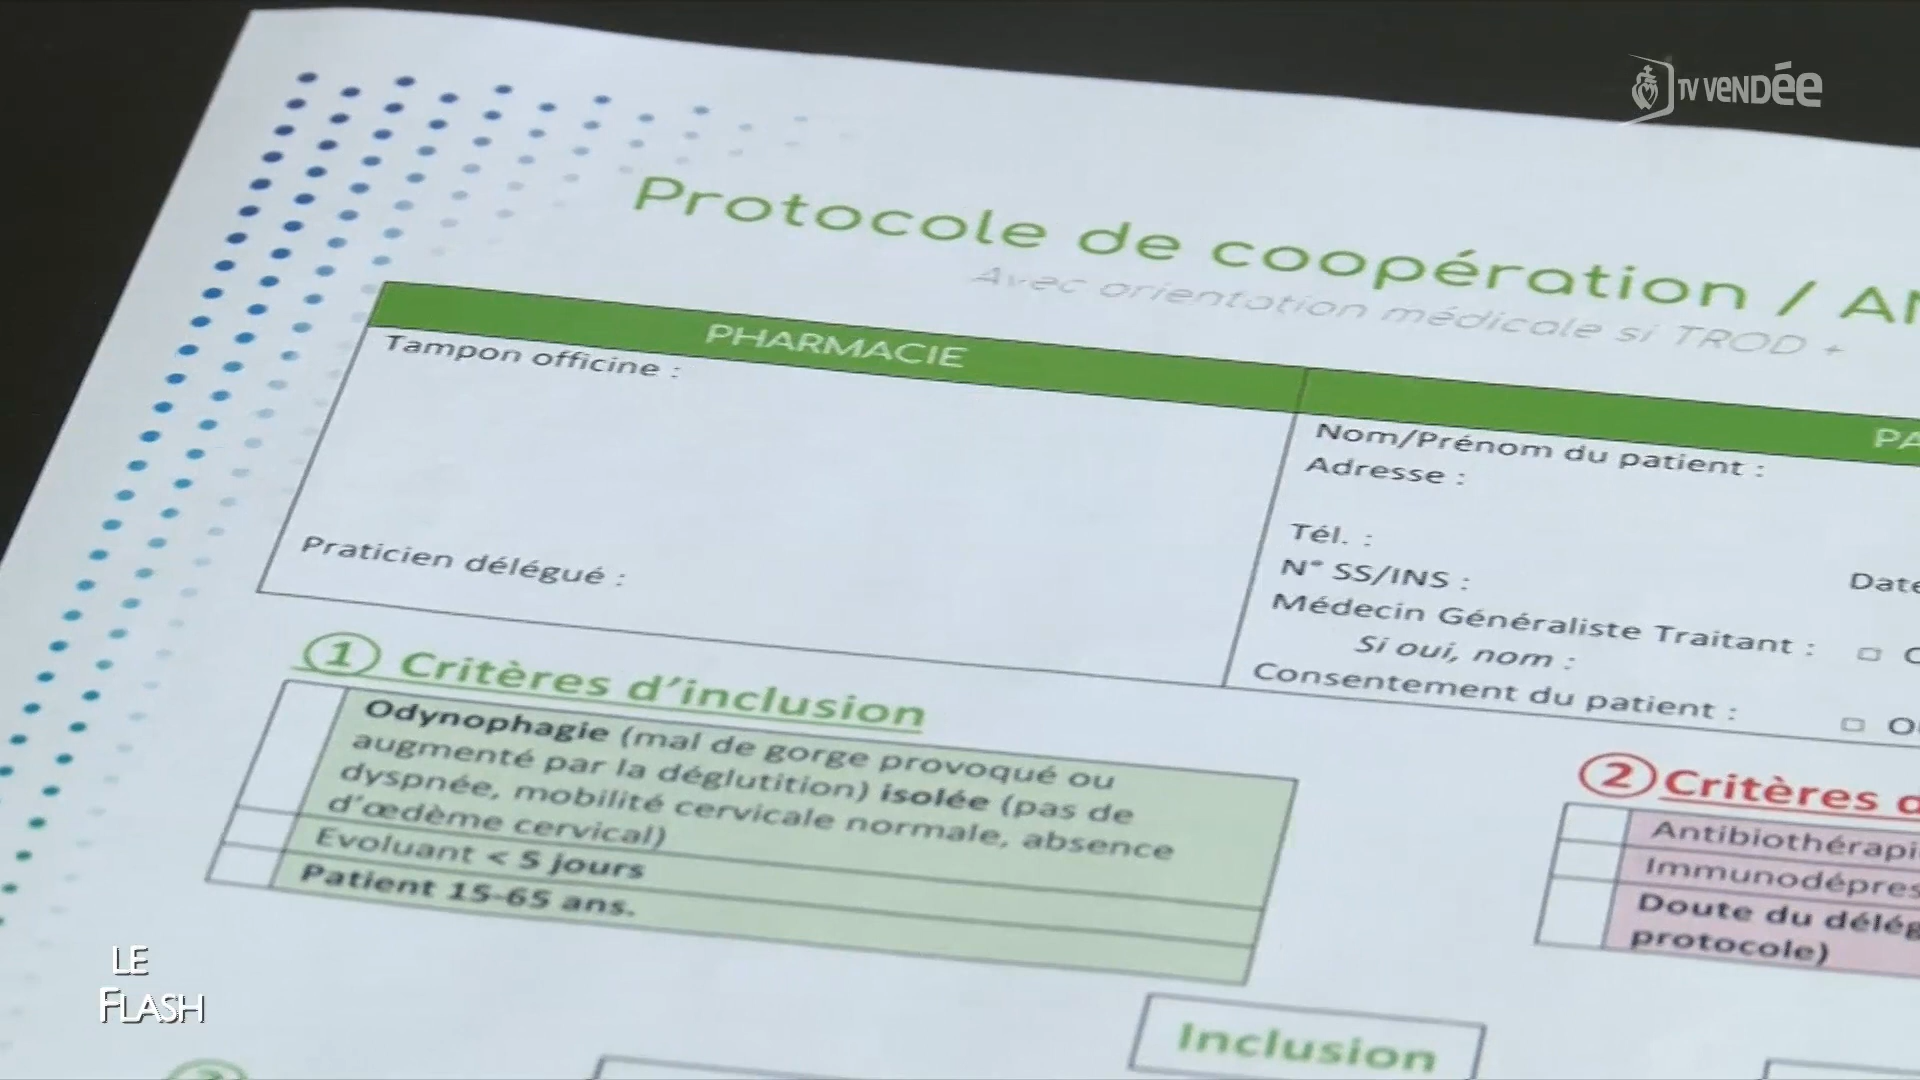 TV VENDÉE
Protocole de coopération /
Avec orientation médicale si TROD +
PHARMACIE
Tampon officine :
Praticien délégué :
Nom/Prénom du patient :
Adresse :
Tél. :
N° SS/INS :
Date
Médecin Généraliste Traitant :
Si oui, nom :
Consentement du patient :
1 Critères d'inclusion
Odynophagie (mal de gorge provoqué ou
augmenté par la déglutition) isolée (pas de
dyspnée, mobilité cervicale normale, absence
d'œdème cervical)
Evoluant < 5 jours
Patient 15-65 ans.
2 Critères
Antibiothérapi
Immunodépres
Doute du délég
protocole)
Inclusion
LE
FLASH